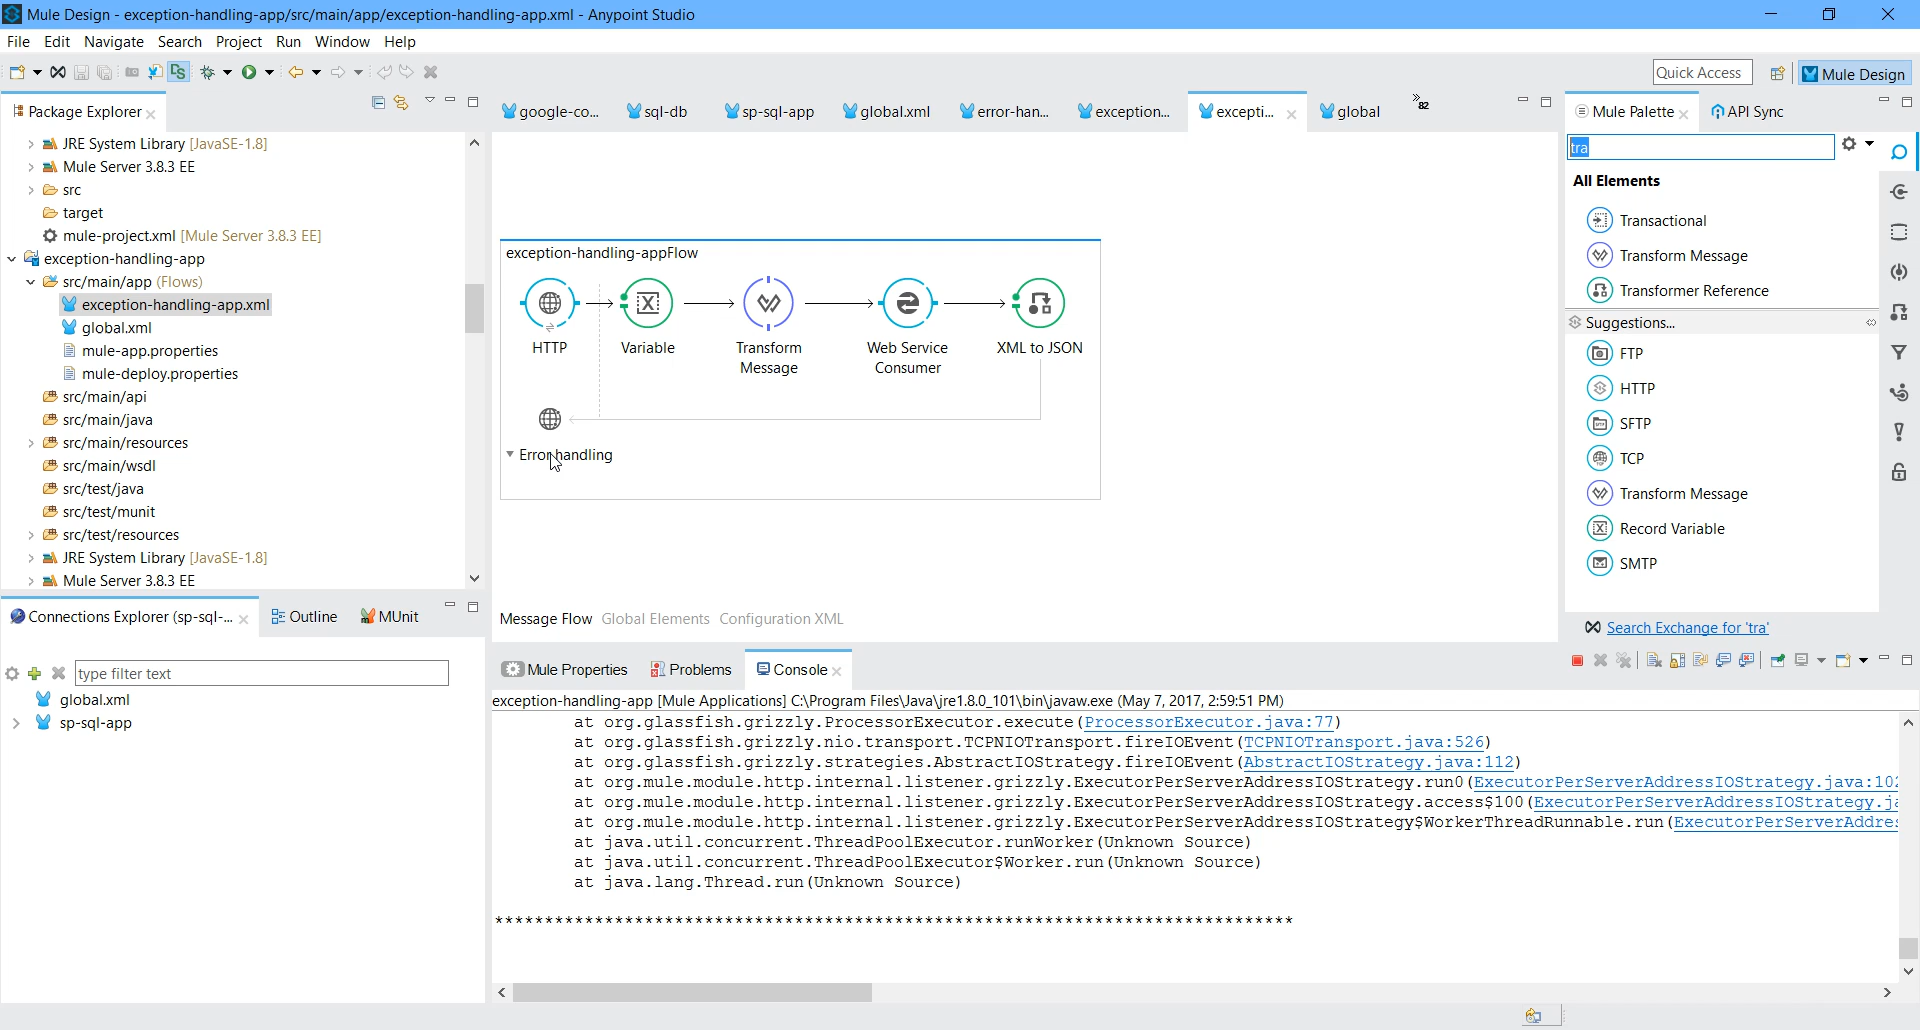 Mule Design - exception-handling-app/src/main/app/exception-handling-app.xml - Anypoint Studio
File Edit Navigate Search Project Run Window Help
Quick Access
Mule Design
Package Explorer
JRE System Library [JavaSE-1.8]
Mule Server 3.8.3 EE
src
target
mule-project.xml [Mule Server 3.8.3 EE]
exception-handling-app
src/main/app (Flows)
exception-handling-app.xml
global.xml
mule-app.properties
mule-deploy.properties
src/main/api
src/main/java
src/main/resources
src/main/wsdl
src/test/java
src/test/munit
src/test/resources
JRE System Library [JavaSE-1.8]
Mule Server 3.8.3 EE
Connections Explorer (sp-sql-... Outline MUnit
type filter text
global.xml
sp-sql-app
google-co... sql-db sp-sql-app global.xml error-han... exception... excepti... global »82
exception-handling-appFlow
HTTP
Variable
Transform
Message
Web Service
Consumer
XML to JSON
Error handling
Message Flow Global Elements Configuration XML
Mule Palette API Sync
tra
All Elements
Transactional
Transform Message
Transformer Reference
Suggestions...
FTP
HTTP
SFTP
TCP
Transform Message
Record Variable
SMTP
Search Exchange for 'tra'
Mule Properties Problems Console
exception-handling-app [Mule Applications] C:\Program Files\Java\jre1.8.0_101\bin\javaw.exe (May 7, 2017, 2:59:51 PM)
at org.glassfish.grizzly.ProcessorExecutor.execute(ProcessorExecutor.java:77)
at org.glassfish.grizzly.nio.transport.TCPNIOTransport.fireIOEvent(TCPNIOTransport.java:526)
at org.glassfish.grizzly.strategies.AbstractIOStrategy.fireIOEvent(AbstractIOStrategy.java:112)
at org.mule.module.http.internal.listener.grizzly.ExecutorPerServerAddressIOStrategy.run0(ExecutorPerServerAddressIOStrategy.java:102
at org.mule.module.http.internal.listener.grizzly.ExecutorPerServerAddressIOStrategy.access$100(ExecutorPerServerAddressIOStrategy.ja
at org.mule.module.http.internal.listener.grizzly.ExecutorPerServerAddressIOStrategy$WorkerThreadRunnable.run(ExecutorPerServerAddres
at java.util.concurrent.ThreadPoolExecutor.runWorker(Unknown Source)
at java.util.concurrent.ThreadPoolExecutor$Worker.run(Unknown Source)
at java.lang.Thread.run(Unknown Source)
********************************************************************************